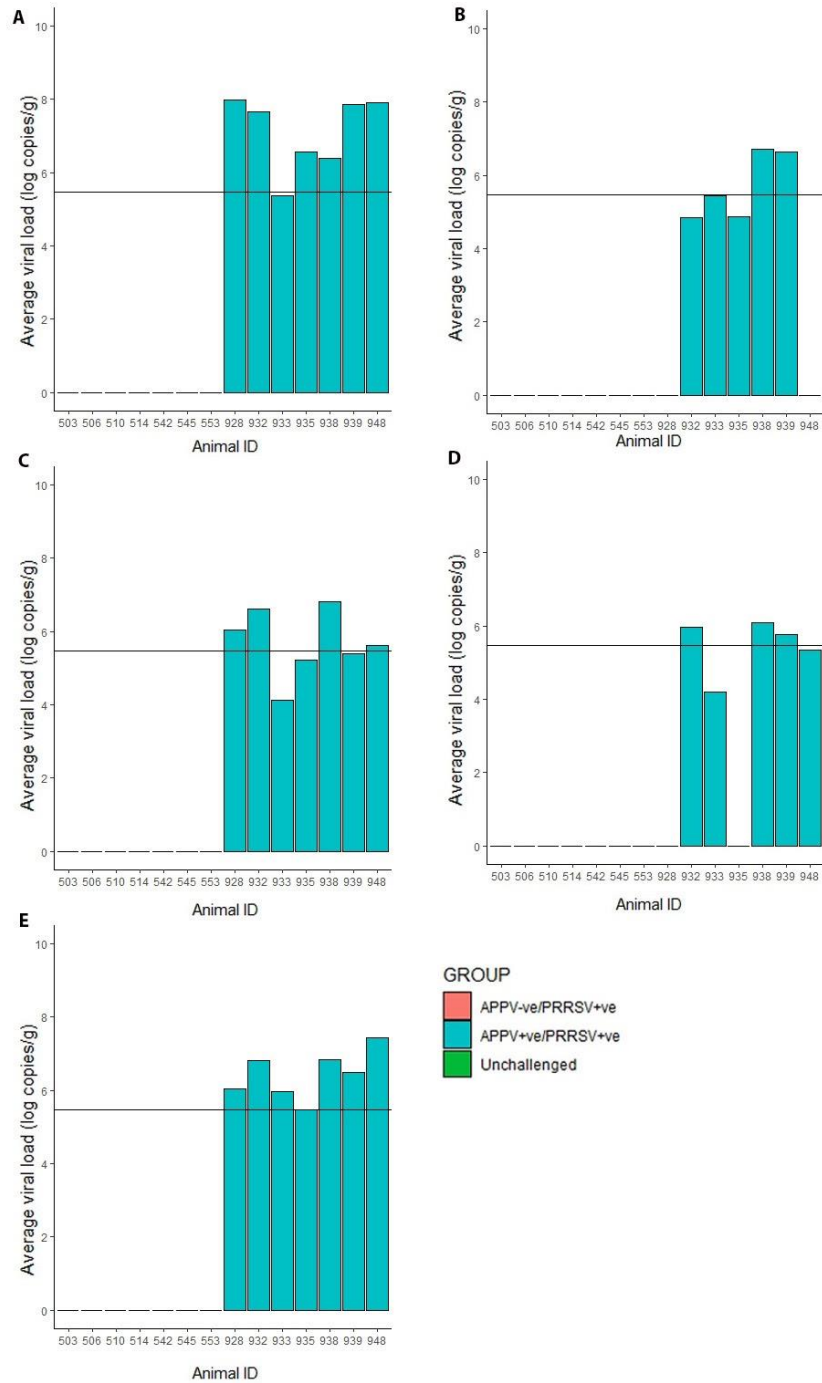 A
Average viral load (log copies/g)
10
8
6
4
2
0
503 506 510 514 542 545 553 928 932 933 935 938 939 948
Animal ID
B
Average viral load (log copies/g)
10
8
6
4
2
0
503 506 510 514 542 545 553 928 932 933 935 938 939 948
Animal ID
C
Average viral load (log copies/g)
10
8
6
4
2
0
503 506 510 514 542 545 553 928 932 933 935 938 939 948
Animal ID
D
Average viral load (log copies/g)
10
8
6
4
2
0
503 506 510 514 542 545 553 928 932 933 935 938 939 948
Animal ID
E
Average viral load (log copies/g)
10
8
6
4
2
0
503 506 510 514 542 545 553 928 932 933 935 938 939 948
Animal ID
GROUP
APPV-ve/PRRSV+ve
APPV+ve/PRRSV+ve
Unchallenged